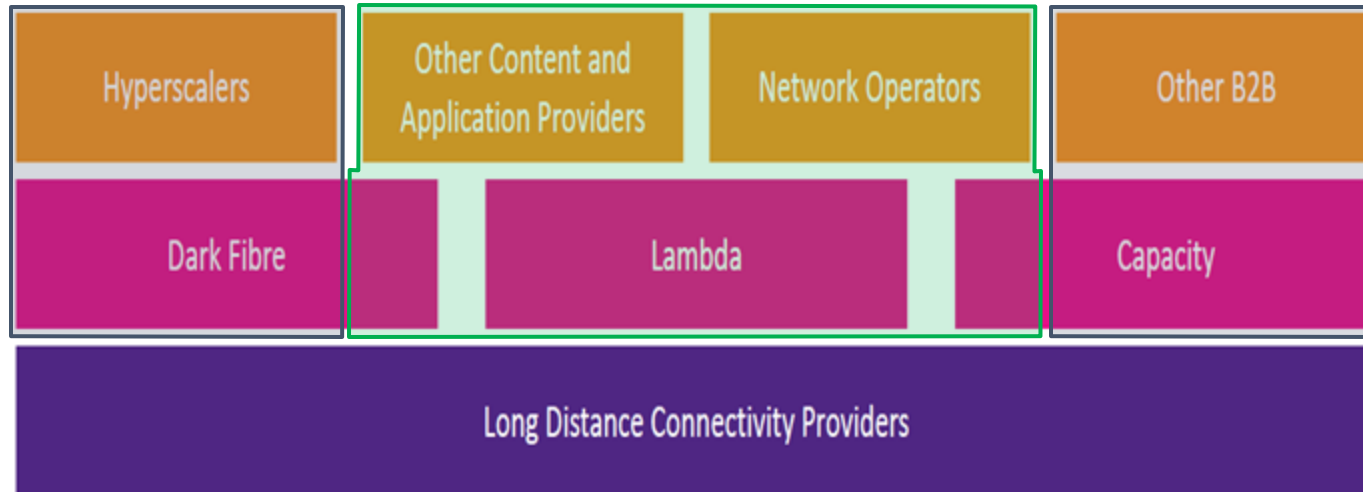 Hyperscalers
Other Content and
Application Providers
Network Operators
Other B2B
Dark Fibre
Lambda
Capacity
Long Distance Connectivity Providers